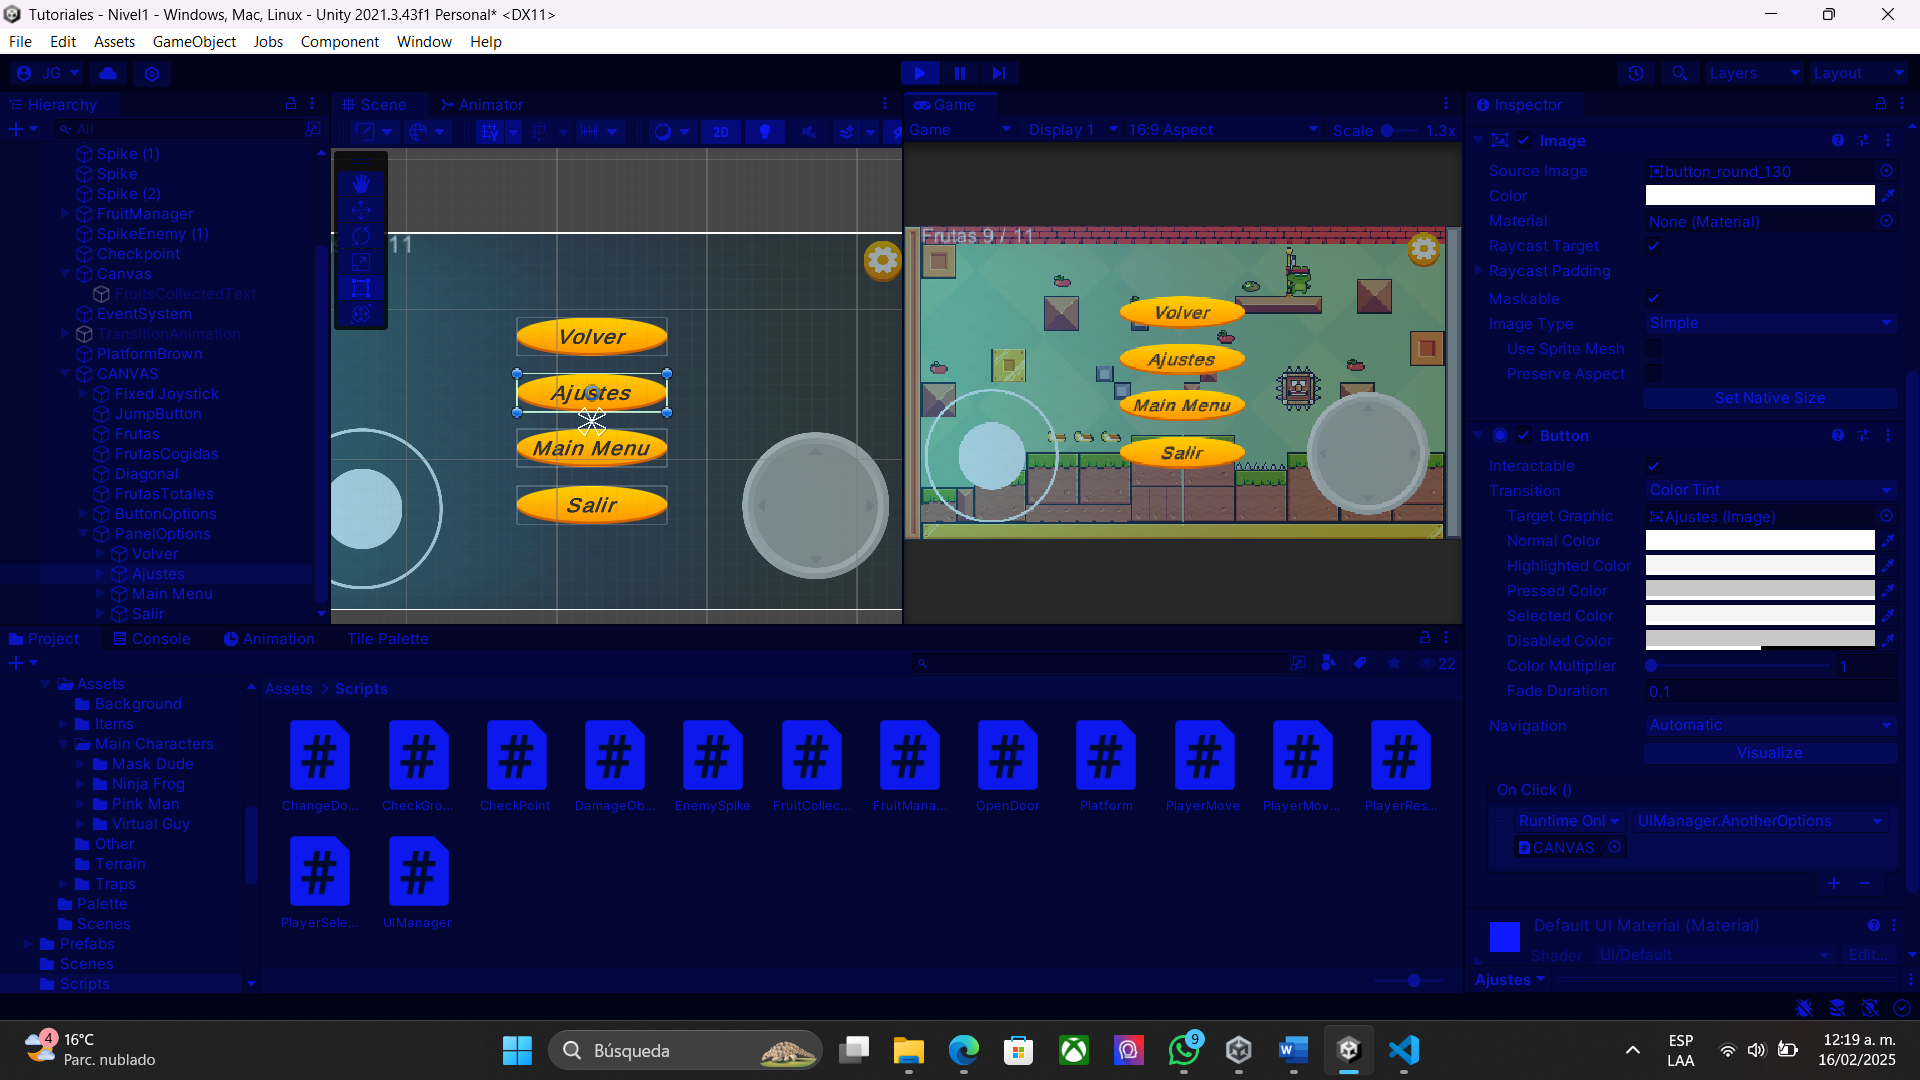 Tutoriales - Nivel1 - Windows, Mac, Linux - Unity 2021.3.43f1 Personal* <DX11>
File Edit Assets GameObject Jobs Component Window Help
JG
Layers Layout
Hierarchy
All
Spike (1)
Spike
Spike (2)
FruitManager
SpikeEnemy (1)
Checkpoint
Canvas
FruitsCollectedText
EventSystem
TransitionAnimation
PlatformBrown
CANVAS
Fixed Joystick
JumpButton
Frutas
FrutasCogidas
Diagonal
FrutasTotales
ButtonOptions
PanelOptions
Volver
Ajustes
Main Menu
Salir
Scene Animator
2D
11
Volver
Ajustes
Main Menu
Salir
Game
Game Display 1 16:9 Aspect Scale 1.3x
Frutas 9 / 11
Volver
Ajustes
Main Menu
Salir
Inspector
Image
Source Image button_round_130
Color
Material None (Material)
Raycast Target
Raycast Padding
Maskable
Image Type Simple
Use Sprite Mesh
Preserve Aspect
Set Native Size
Button
Interactable
Transition Color Tint
Target Graphic Ajustes (Image)
Normal Color
Highlighted Color
Pressed Color
Selected Color
Disabled Color
Color Multiplier 1
Fade Duration 0.1
Navigation Automatic
Visualize
On Click ()
Runtime Onl UIManager.AnotherOptions
CANVAS
Default UI Material (Material)
Shader UI/Default Edit...
Ajustes
Project Console Animation Tile Palette
22
Assets
Background
Items
Main Characters
Mask Dude
Ninja Frog
Pink Man
Virtual Guy
Other
Terrain
Traps
Palette
Scenes
Prefabs
Scenes
Scripts
Assets > Scripts
ChangeDo... CheckGro... CheckPoint DamageOb... EnemySpike FruitCollec... FruitMana... OpenDoor Platform PlayerMove PlayerMov... PlayerRes...
PlayerSele... UIManager
4
16°C
Parc. nublado
Búsqueda
9
ESP
LAA
12:19 a. m.
16/02/2025